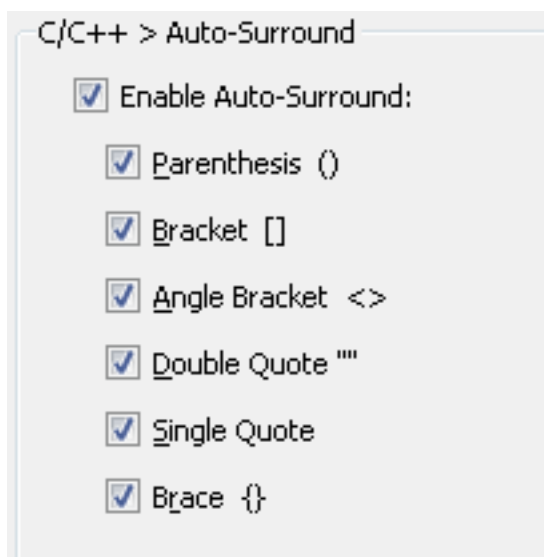 C/C++ > Auto-Surround
Enable Auto-Surround:
Parenthesis ()
Bracket []
Angle Bracket <>
Double Quote ""
Single Quote
Brace {}